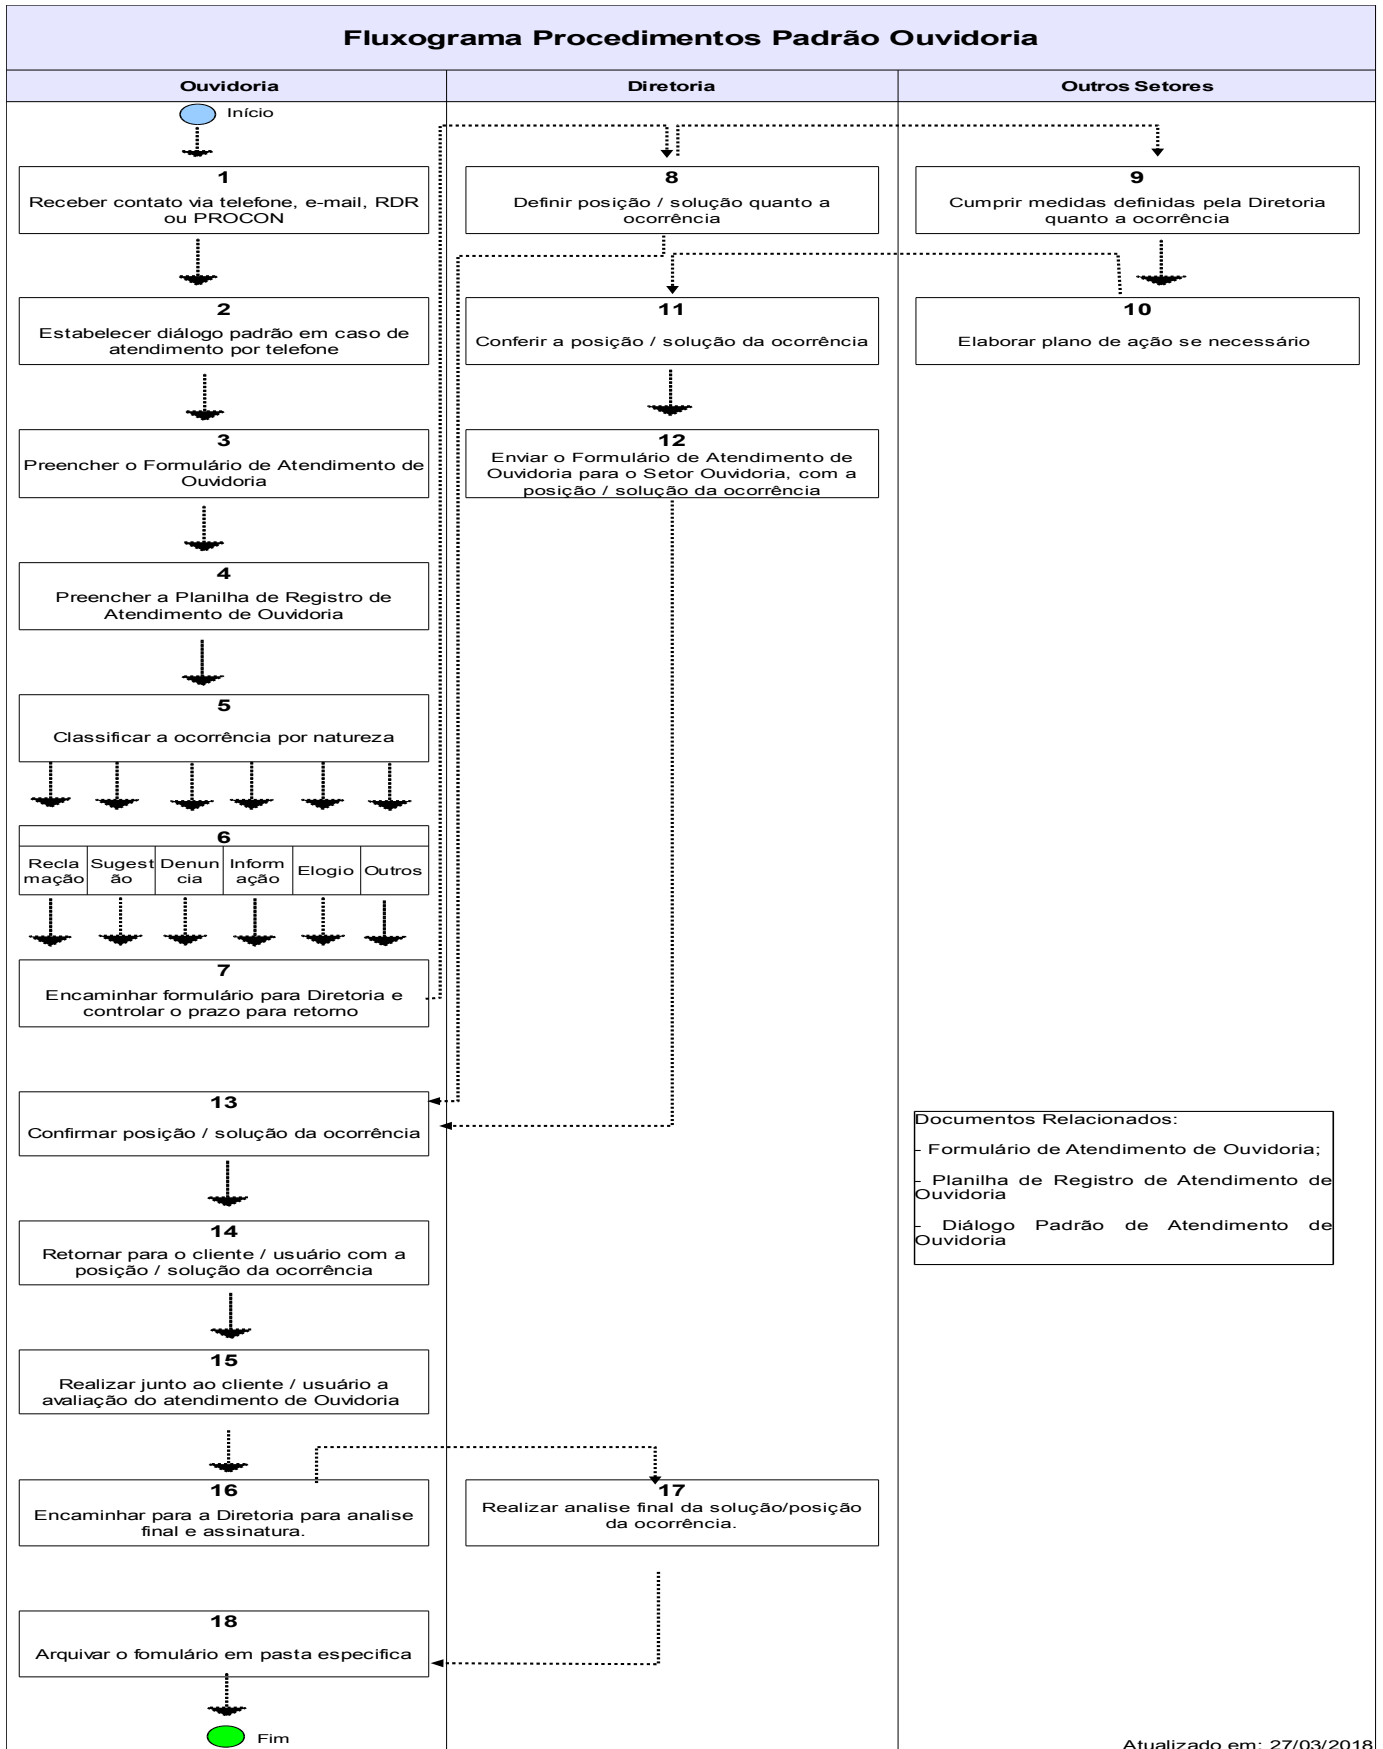 Fluxograma Procedimentos Padrão Ouvidoria
Ouvidoria
Diretoria
Outros Setores
Início
1
Receber contato via telefone, e-mail, RDR
ou PROCON
2
Estabelecer diálogo padrão em caso de
atendimento por telefone
3
Preencher o Formulário de Atendimento de
Ouvidoria
4
Preencher a Planilha de Registro de
Atendimento de Ouvidoria
5
Classificar a ocorrência por natureza
6
Recla
mação
Sugest
ão
Denun
cia
Inform
ação
Elogio
Outros
7
Encaminhar formulário para Diretoria e
controlar o prazo para retorno
8
Definir posição / solução quanto a
ocorrência
9
Cumprir medidas definidas pela Diretoria
quanto a ocorrência
10
Elaborar plano de ação se necessário
11
Conferir a posição / solução da ocorrência
12
Enviar o Formulário de Atendimento de
Ouvidoria para o Setor Ouvidoria, com a
posição / solução da ocorrência
13
Confirmar posição / solução da ocorrência
14
Retornar para o cliente / usuário com a
posição / solução da ocorrência
15
Realizar junto ao cliente / usuário a
avaliação do atendimento de Ouvidoria
16
Encaminhar para a Diretoria para analise
final e assinatura.
17
Realizar analise final da solução/posição
da ocorrência.
18
Arquivar o fomulário em pasta especifica
Fim
Documentos Relacionados:
- Formulário de Atendimento de Ouvidoria;
- Planilha de Registro de Atendimento de
Ouvidoria
- Diálogo Padrão de Atendimento de
Ouvidoria
Atualizado em: 27/03/2018